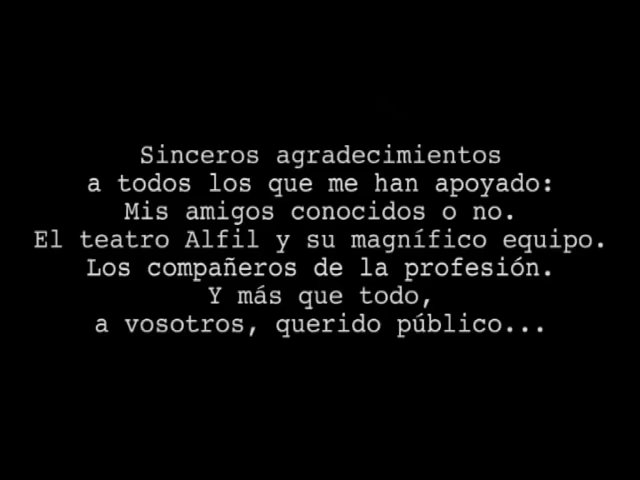 Sinceros agradecimientos
a todos los que me han apoyado:
Mis amigos conocidos o no.
El teatro Alfil y su magnífico equipo.
Los compañeros de la profesión.
Y más que todo,
a vosotros, querido público...